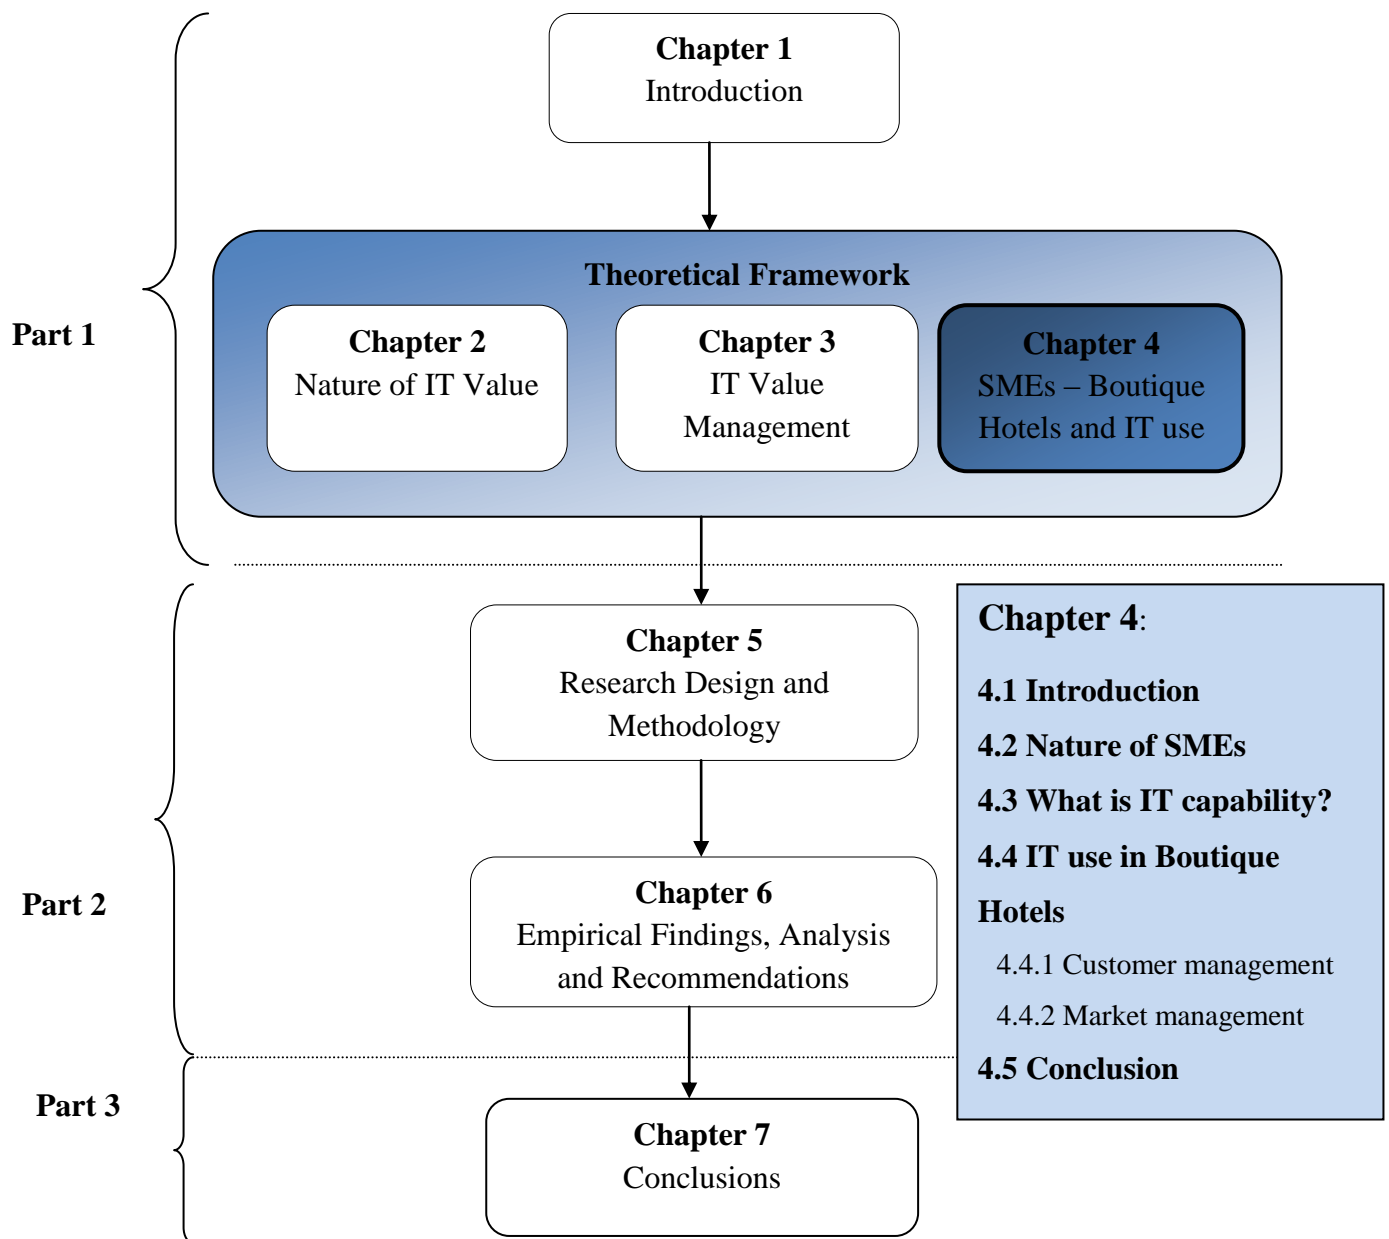 Chapter 1
Introduction
Part 1
Theoretical Framework
Chapter 2
Nature of IT Value
Chapter 3
IT Value
Management
Chapter 4
SMEs – Boutique
Hotels and IT use
Part 2
Chapter 5
Research Design and
Methodology
Chapter 6
Empirical Findings, Analysis
and Recommendations
Chapter 4:
4.1 Introduction
4.2 Nature of SMEs
4.3 What is IT capability?
4.4 IT use in Boutique
Hotels
4.4.1 Customer management
4.4.2 Market management
4.5 Conclusion
Part 3
Chapter 7
Conclusions